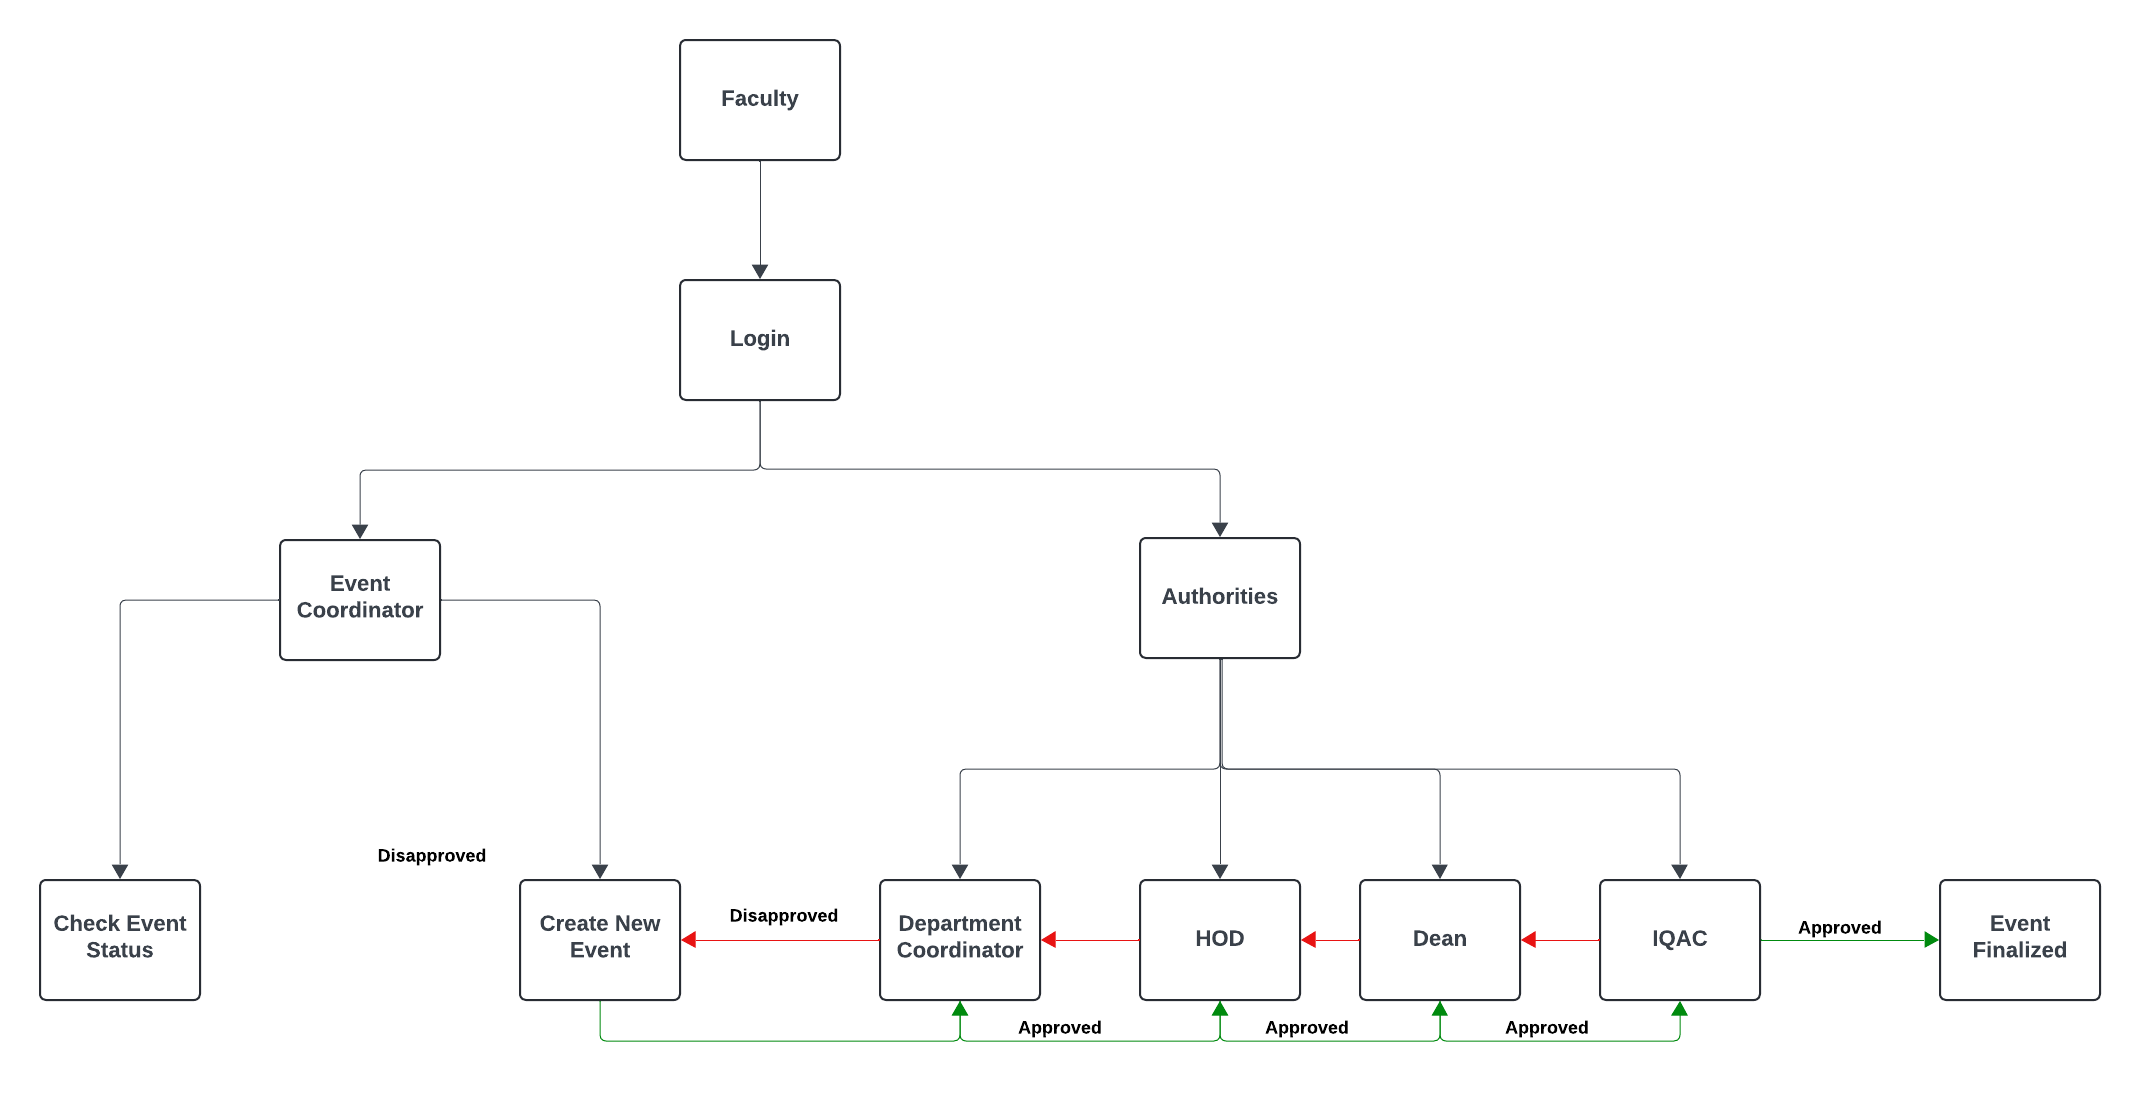 Faculty
Login
Event
Coordinator
Authorities
Disapproved
Check Event
Status
Create New
Event
Disapproved
Department
Coordinator
HOD
Dean
IQAC
Approved
Event
Finalized
Approved
Approved
Approved